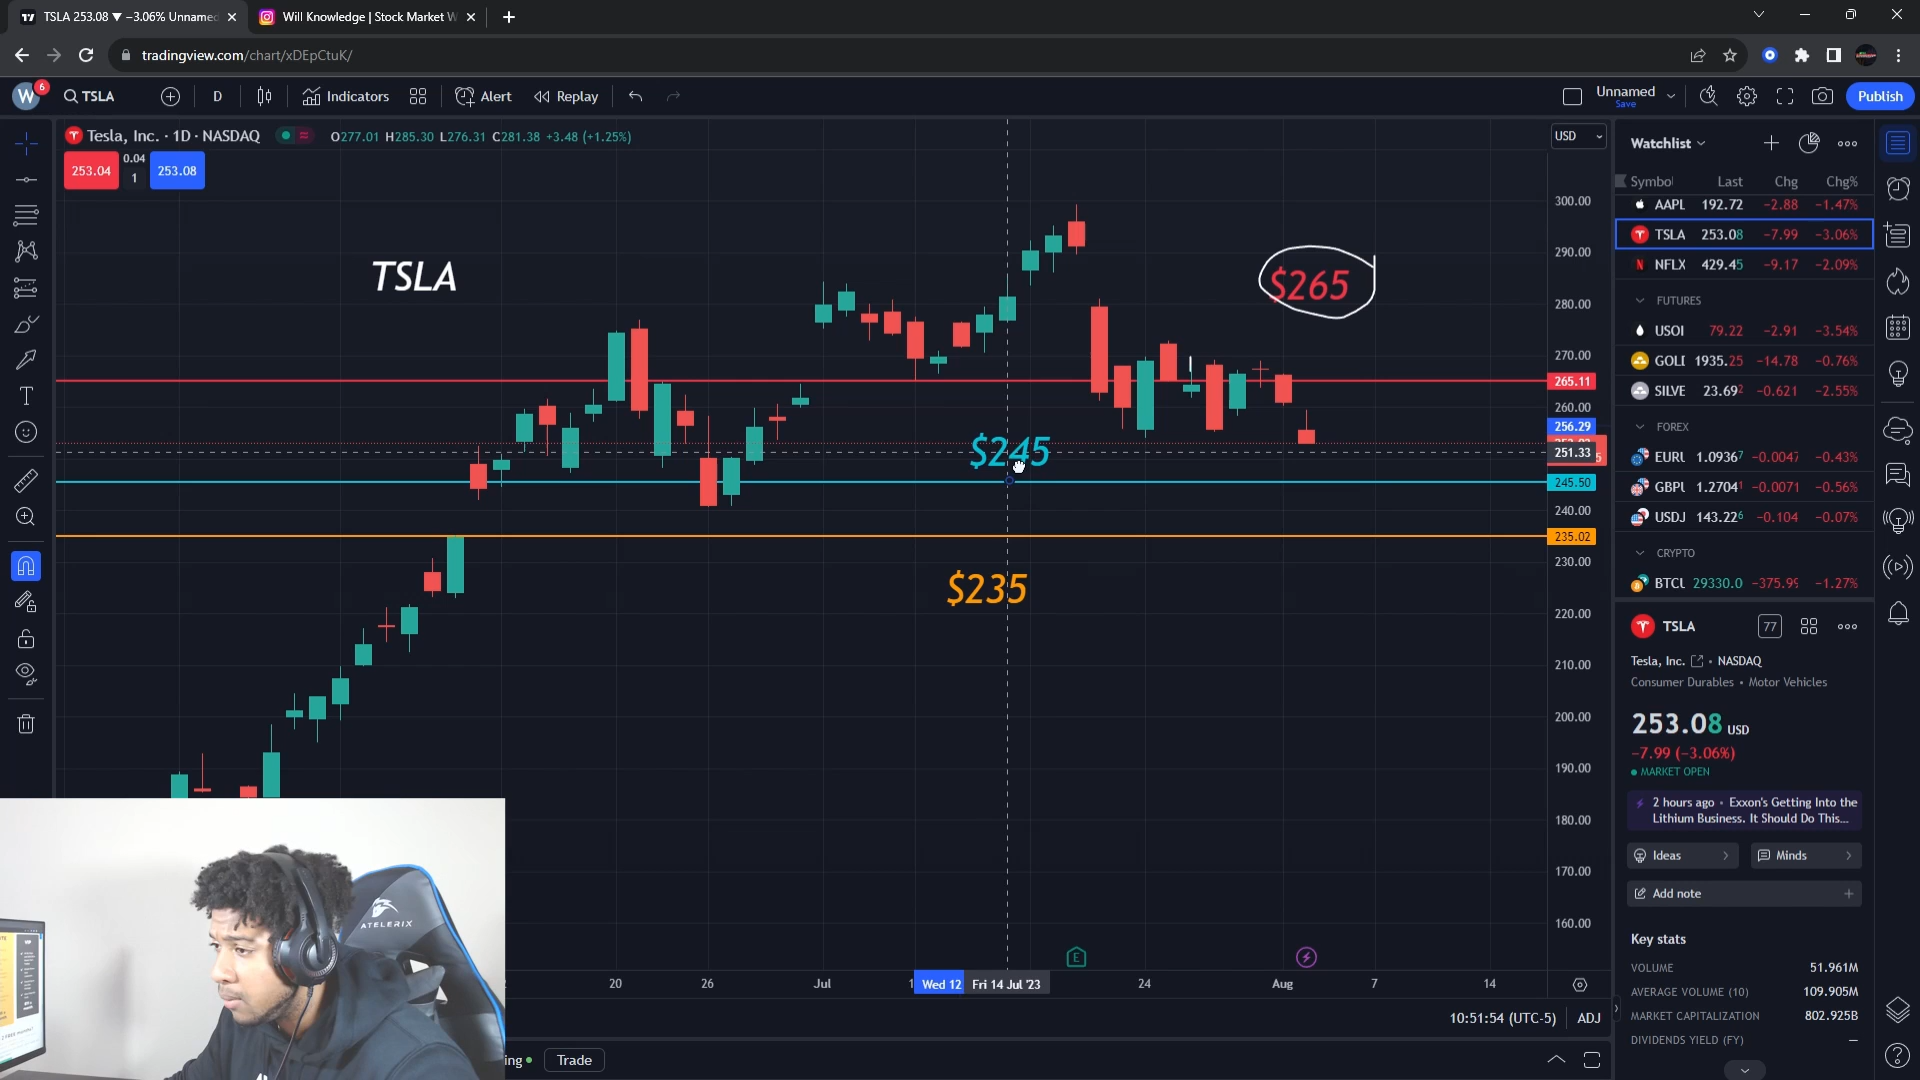 TSLA 253.08 ▼ −3.06% Unnamed
Will Knowledge | Stock Market W
tradingview.com/chart/xDEpCtuK/
W 6 TSLA D Indicators Alert Replay Unnamed Save Publish
Tesla, Inc. · 1D · NASDAQ O277.01 H285.30 L276.31 C281.38 +3.48 (+1.25%)
253.04 0.04 1 253.08
USD
TSLA
$265
$245
$235
300.00
290.00
280.00
270.00
265.11
260.00
256.29
251.33
245.50
240.00
235.02
230.00
220.00
210.00
200.00
190.00
180.00
170.00
160.00
E
20 26 Jul Wed 12 Fri 14 Jul '23 24 Aug 7 14
10:51:54 (UTC-5) ADJ
Trade
Watchlist
Symbol Last Chg Chg%
AAPL 192.72 −2.88 −1.47%
TSLA 253.08 −7.99 −3.06%
NFLX 429.45 −9.17 −2.09%
FUTURES
USOI 79.22 −2.91 −3.54%
GOLD 1935.25 −14.78 −0.76%
SILVE 23.692 −0.621 −2.55%
FOREX
EURU 1.09367 −0.0047 −0.43%
GBPU 1.27041 −0.0071 −0.56%
USDJ 143.226 −0.104 −0.07%
CRYPTO
BTCU 29330.0 −375.99 −1.27%
TSLA 77
Tesla, Inc. • NASDAQ
Consumer Durables • Motor Vehicles
253.08 USD
−7.99 (−3.06%)
MARKET OPEN
2 hours ago • Exxon's Getting Into the
Lithium Business. It Should Do This...
Ideas Minds
Add note
Key stats
VOLUME 51.961M
AVERAGE VOLUME (10) 109.905M
MARKET CAPITALIZATION 802.925B
DIVIDENDS YIELD (FY) —
ATELERIX